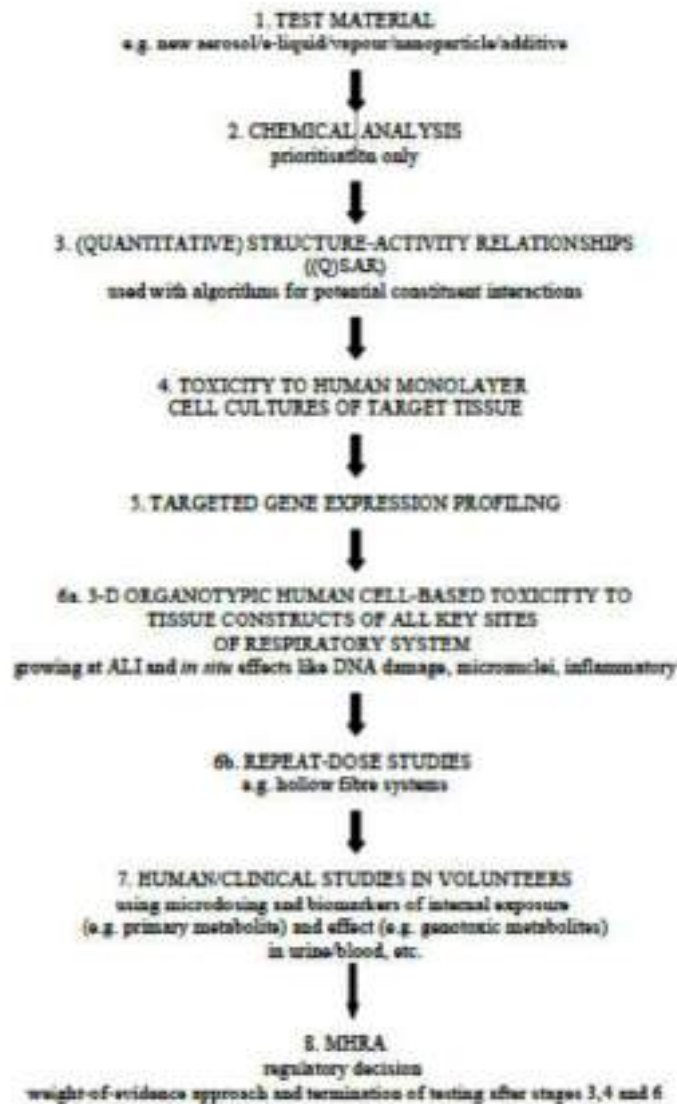 1. TEST MATERIAL
e.g. new aerosol/e-liquid/vapour/nanoparticle/additive
2. CHEMICAL ANALYSIS
prioritisation only
3. (QUANTITATIVE) STRUCTURE-ACTIVITY RELATIONSHIPS
((Q)SAR)
used with algorithms for potential constituent interactions
4. TOXICITY TO HUMAN MONOLAYER
CELL CULTURES OF TARGET TISSUE
5. TARGETED GENE EXPRESSION PROFILING
6a. 3-D ORGANOTYPIC HUMAN CELL-BASED TOXICITTY TO
TISSUE CONSTRUCTS OF ALL KEY SITES
OF RESPIRATORY SYSTEM
growing at ALI and in situ effects like DNA damage, micronuclei, inflammatory
6b. REPEAT-DOSE STUDIES
e.g. hollow fibre systems
7. HUMAN/CLINICAL STUDIES IN VOLUNTEERS
using microdosing and biomarkers of internal exposure
(e.g. primary metabolite) and effect (e.g. genotoxic metabolites)
in urine/blood, etc.
8. MHRA
regulatory decision
weight-of-evidence approach and termination of testing after stages 3,4 and 6